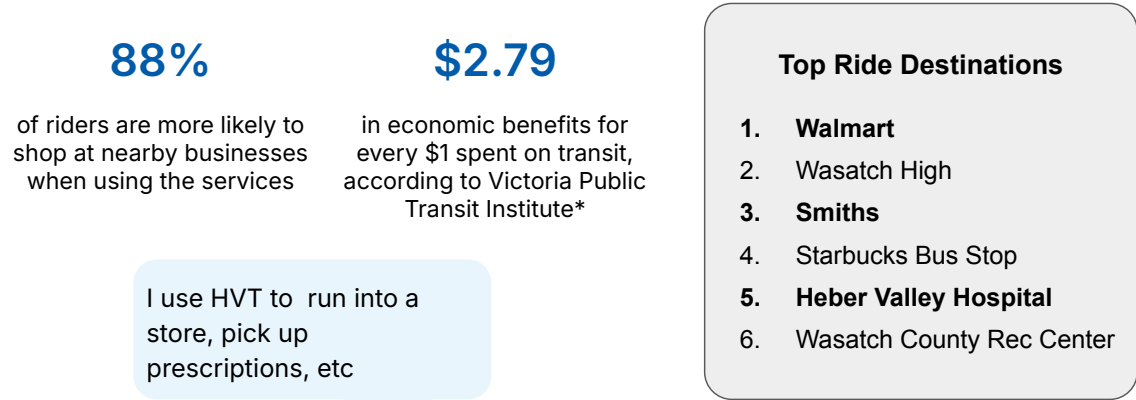 88%
of riders are more likely to
shop at nearby businesses
when using the services
$2.79
in economic benefits for
every $1 spent on transit,
according to Victoria Public
Transit Institute*
I use HVT to  run into a
store, pick up
prescriptions, etc
Top Ride Destinations
1. Walmart
2. Wasatch High
3. Smiths
4. Starbucks Bus Stop
5. Heber Valley Hospital
6. Wasatch County Rec Center